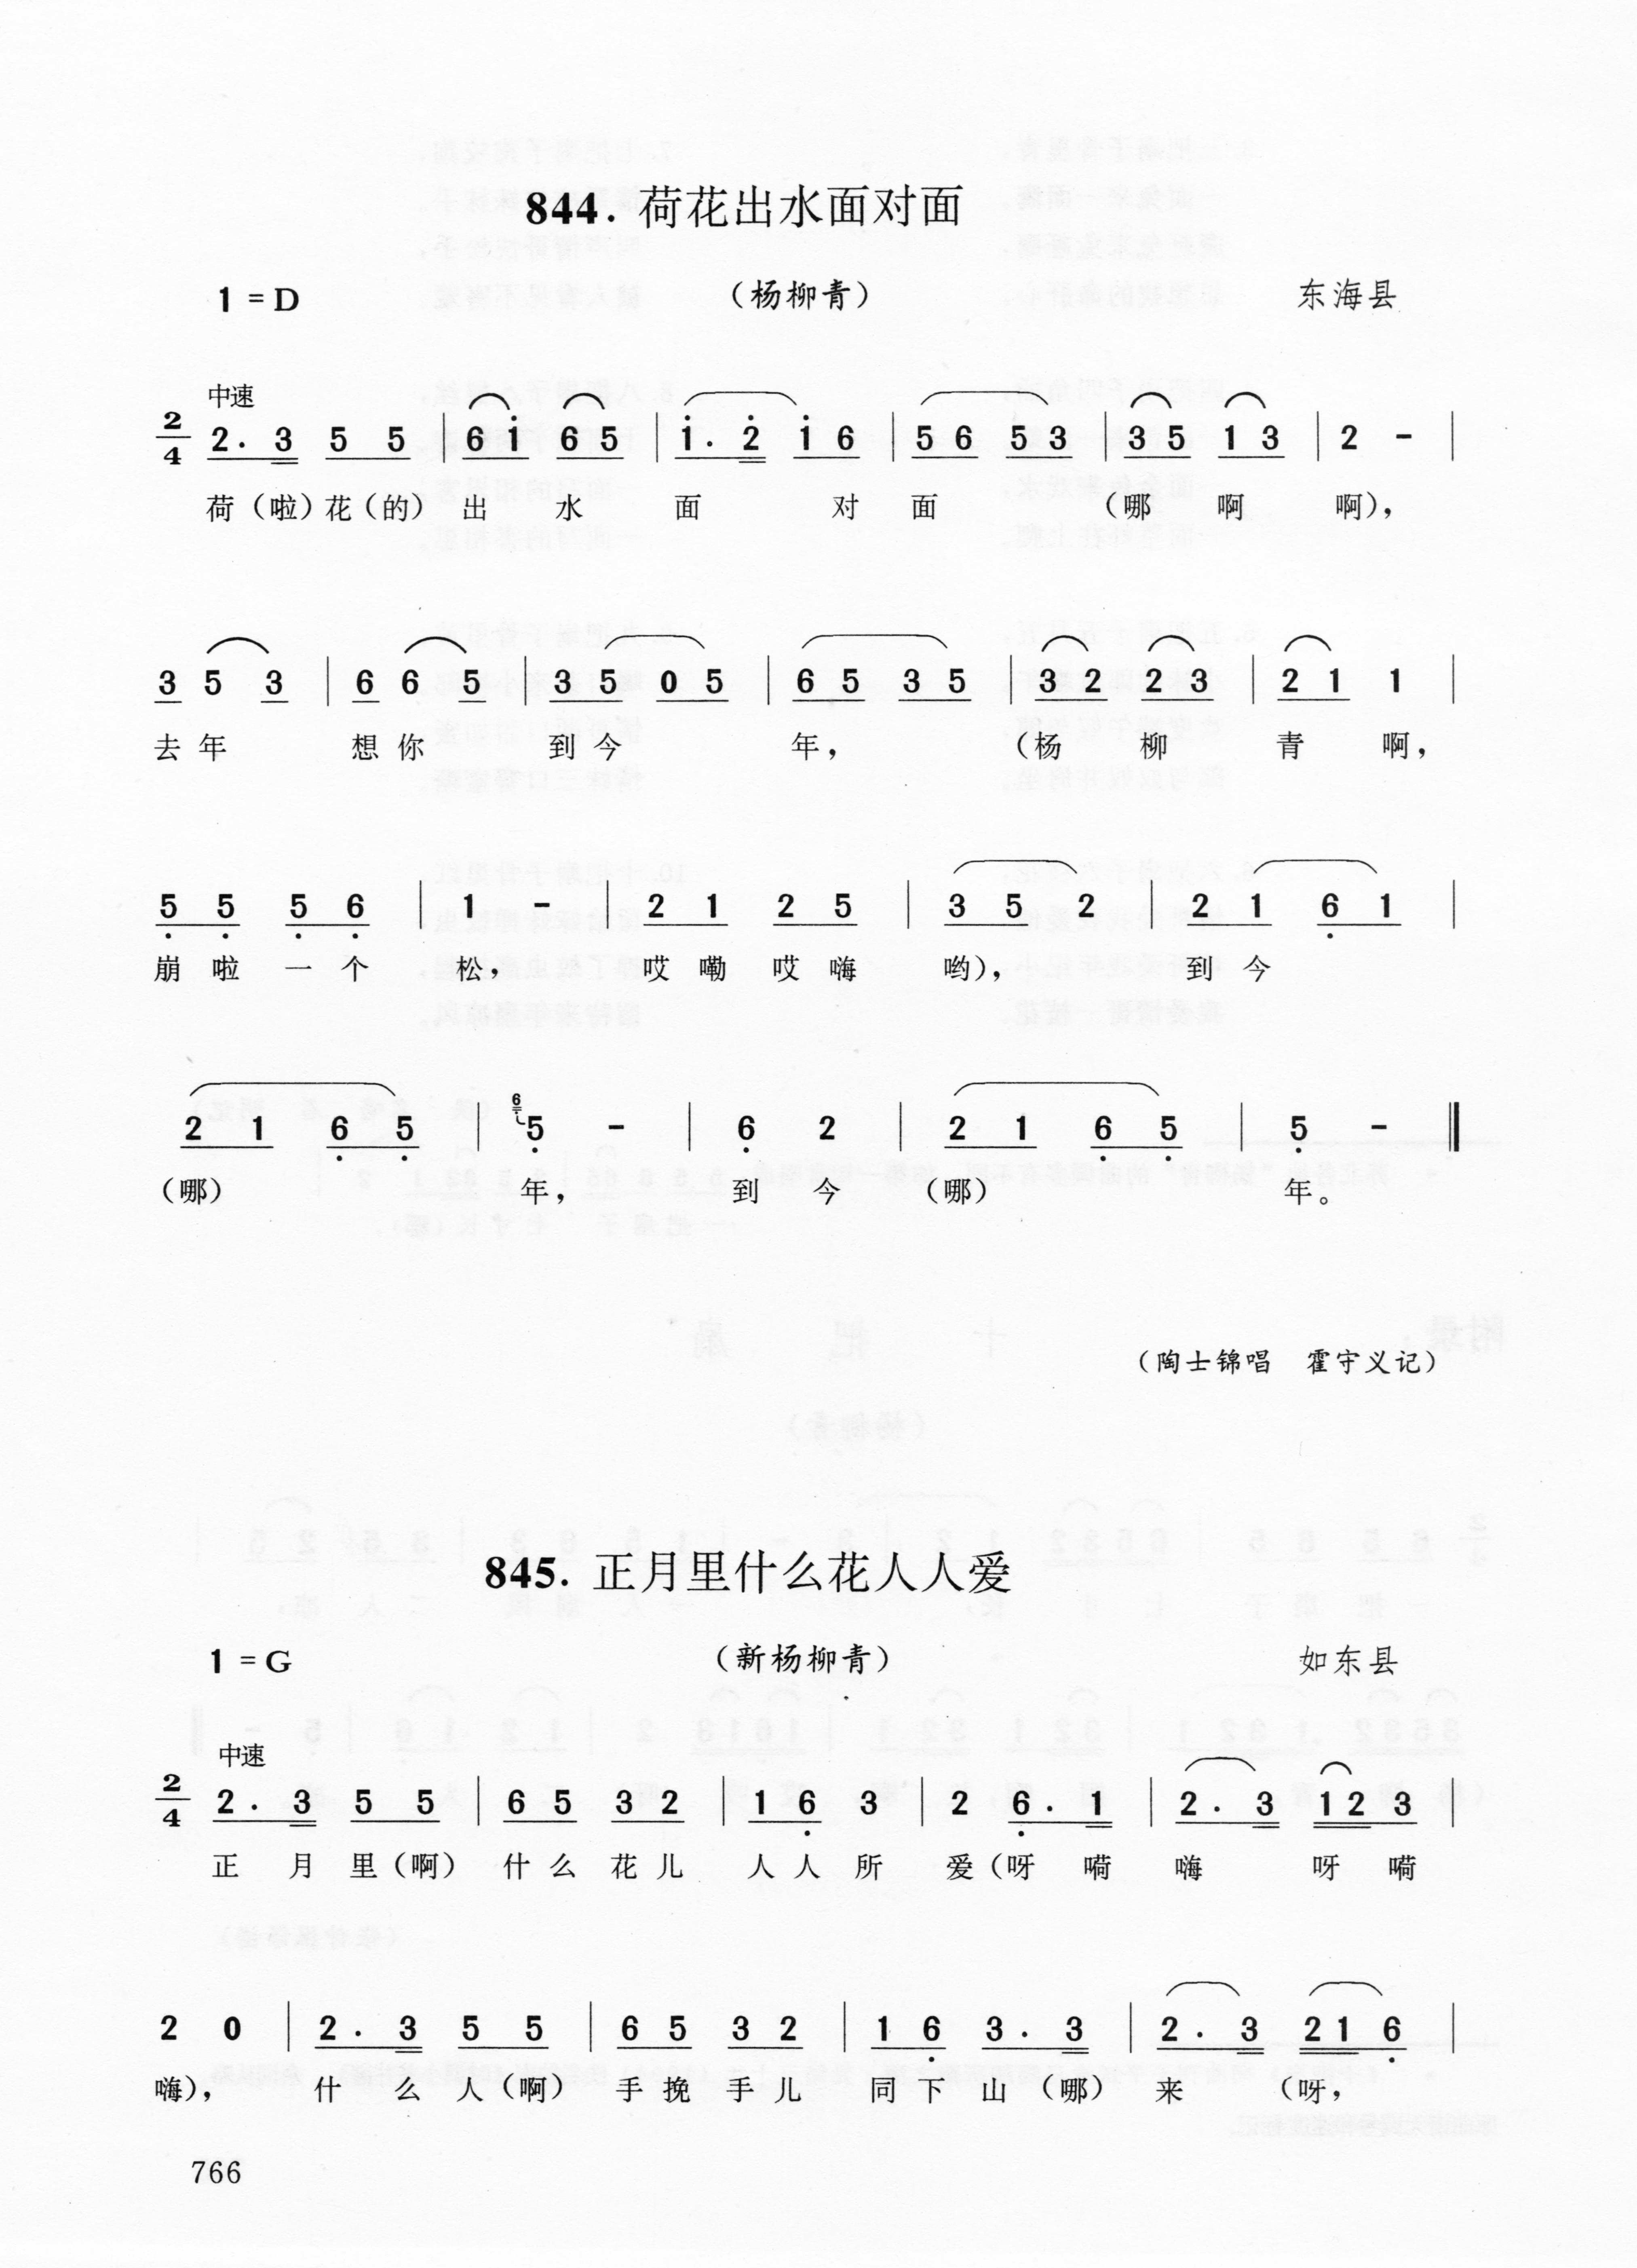 844. 荷花出水面对面
1 = D （杨柳青） 东海县
中速
2/4 2. 3 5 5 | 6 i 6 5 | i. 2̇ i 6 | 5 6 5 3 | 3 5 1 3 | 2 - |
荷（啦）花（的） 出 水 面 对 面 （哪 啊 啊），
3 5 3 | 6 6 5 | 3 5 0 5 | 6 5 3 5 | 3 2 2 3 | 2 1 1 |
去 年 想 你 到 今 年， （杨 柳 青 啊，
5̣ 5̣ 5̣ 6̣ | 1 - | 2 1 2 5 | 3 5 2 | 2 1 6̣ 1 |
崩 啦 一 个 松， 哎 嘞 哎 嗨 哟）， 到 今
2 1 6̣ 5̣ | 6̣ 5̣ - | 6̣ 2 | 2 1 6̣ 5̣ | 5̣ - ‖
（哪） 年， 到 今 （哪） 年。
（陶士锦唱 霍守义记）
845. 正月里什么花人人爱
1 = G （新杨柳青） 如东县
中速
2/4 2. 3 5 5 | 6 5 3 2 | 1 6̣ 3 | 2 6̣. 1 | 2. 3 1 2 3 |
正 月 里（啊） 什 么 花 儿 人 人 所 爱（呀 嗬 嗨 呀 嗬
2 0 | 2. 3 5 5 | 6 5 3 2 | 1 6̣ 3. 3 | 2. 3 2 1 6̣ |
嗨）， 什 么 人（啊） 手 挽 手 儿 同 下 山（哪） 来 （呀，
766